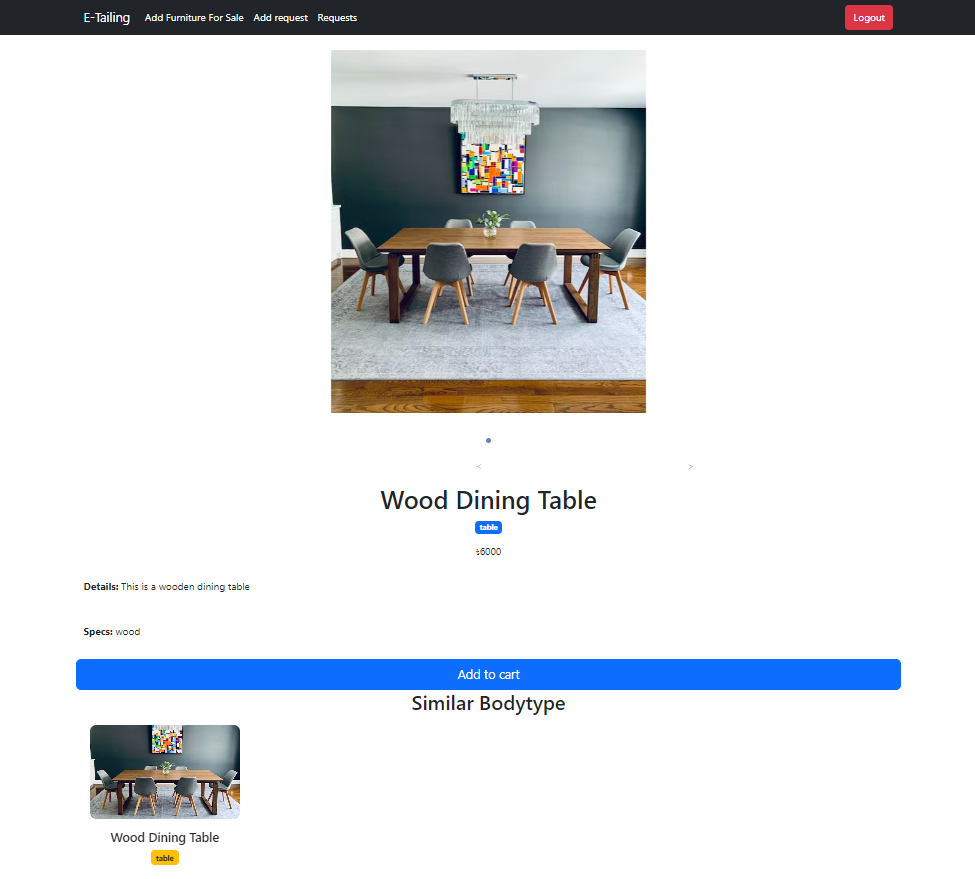 E-Tailing Add Furniture For Sale Add request Requests Logout
< >
Wood Dining Table
table
৳6000
Details: This is a wooden dining table
Specs: wood
Add to cart
Similar Bodytype
Wood Dining Table
table